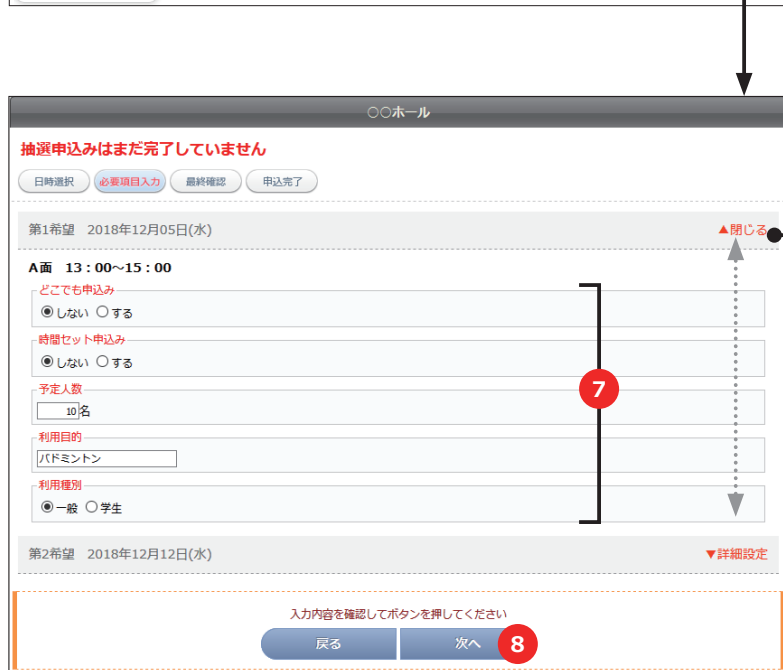 ○○ホール
抽選申込みはまだ完了していません
日時選択 必要項目入力 最終確認 申込完了
第1希望 2018年12月05日(水) ▲閉じる
A面 13：00～15：00
どこでも申込み
しない する
時間セット申込み
しない する
予定人数
10名
利用目的
バドミントン
利用種別
一般 学生
7
第2希望 2018年12月12日(水) ▼詳細設定
入力内容を確認してボタンを押してください
戻る 次へ 8